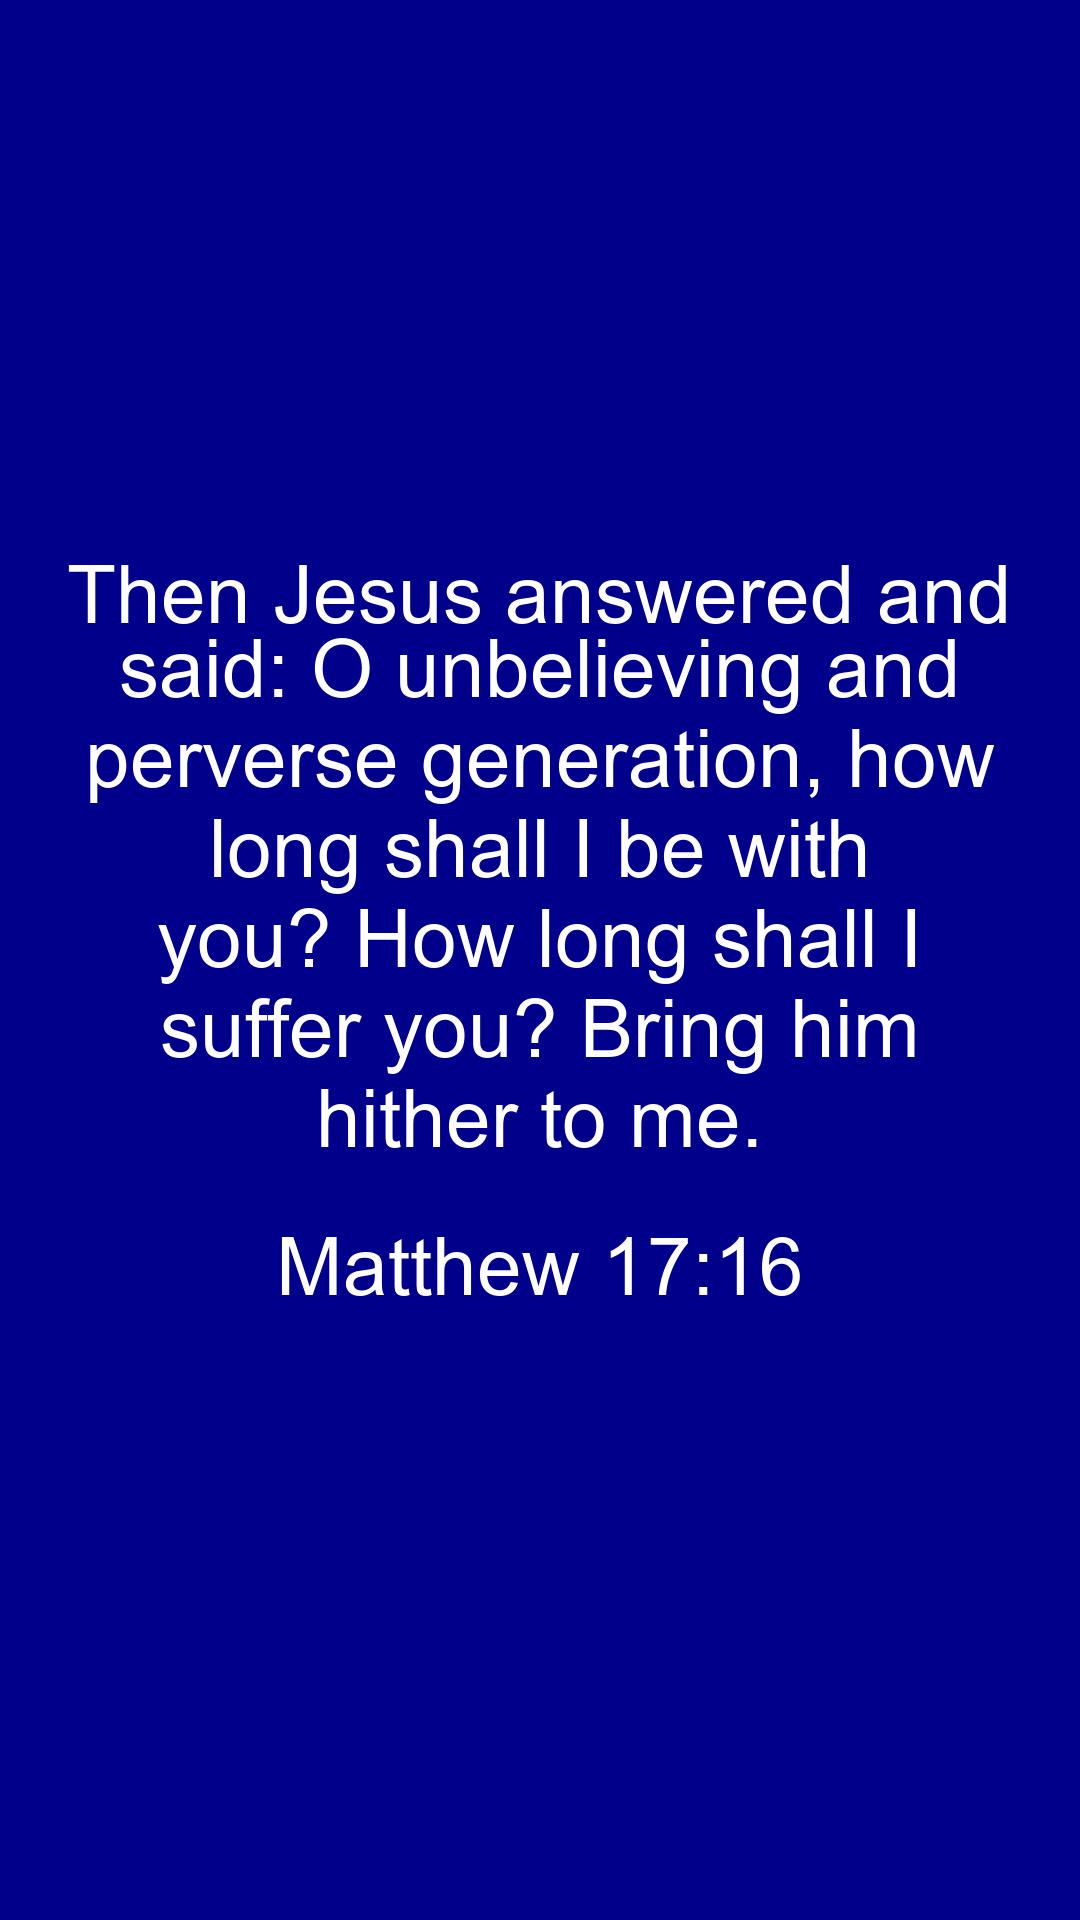 Then Jesus answered and
said: O unbelieving and
perverse generation, how
long shall I be with
you? How long shall I
suffer you? Bring him
hither to me.
Matthew 17:16